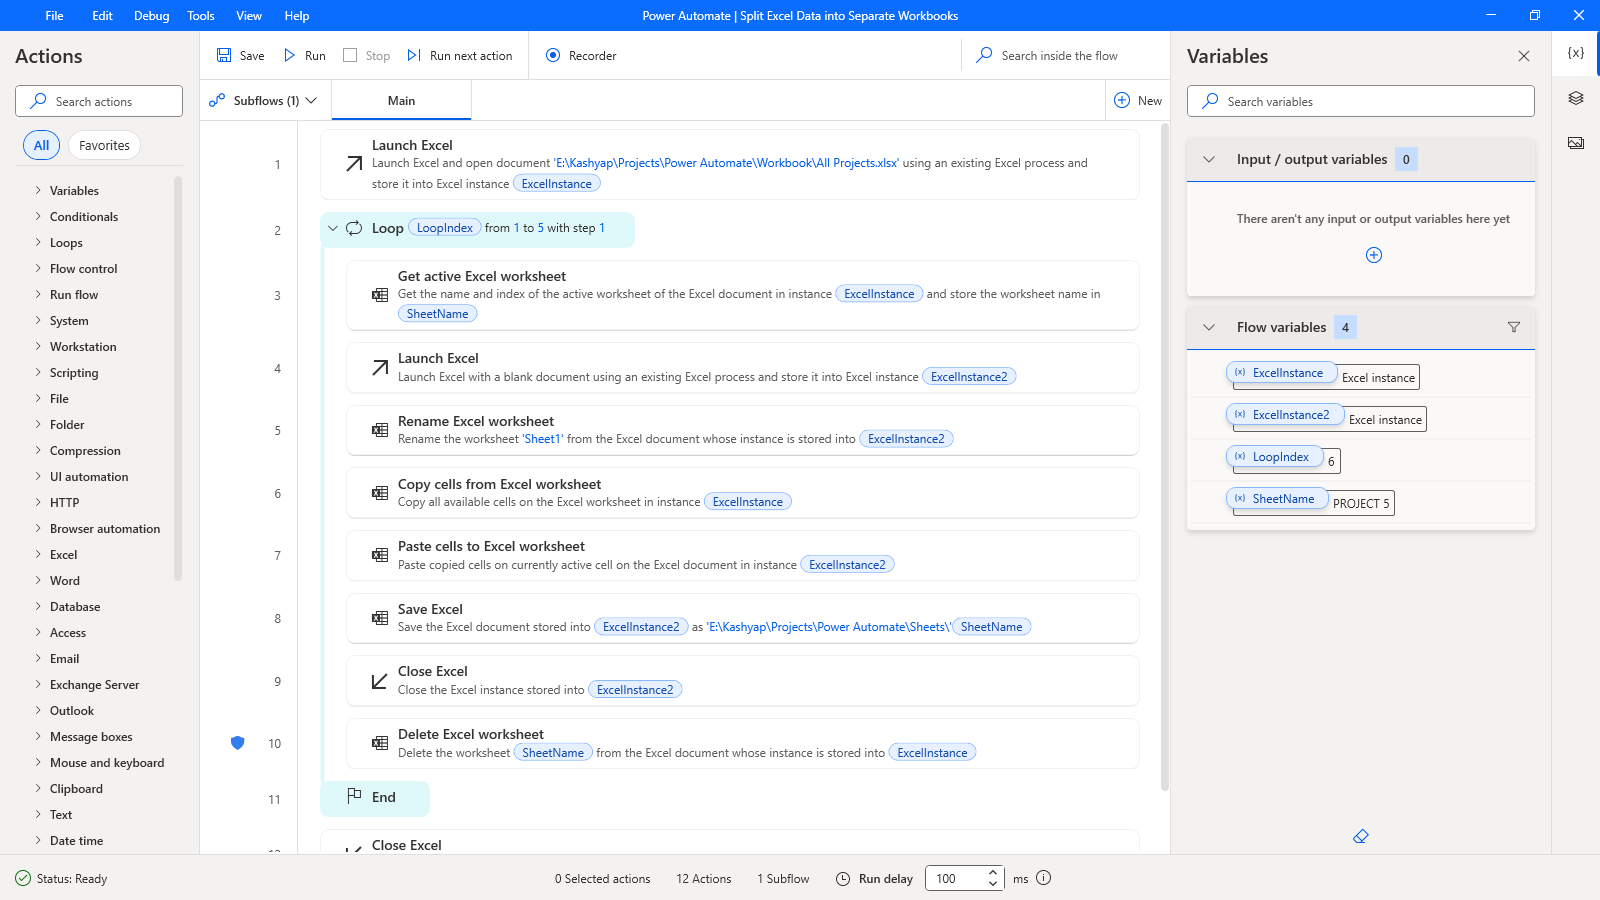 File Edit Debug Tools View Help
Power Automate | Split Excel Data into Separate Workbooks
Actions
Search actions
All Favorites
Variables
Conditionals
Loops
Flow control
Run flow
System
Workstation
Scripting
File
Folder
Compression
UI automation
HTTP
Browser automation
Excel
Word
Database
Access
Email
Exchange Server
Outlook
Message boxes
Mouse and keyboard
Clipboard
Text
Date time
Save Run Stop Run next action Recorder Search inside the flow
Subflows (1) Main New
1
Launch Excel
Launch Excel and open document 'E:\Kashyap\Projects\Power Automate\Workbook\All Projects.xlsx' using an existing Excel process and
store it into Excel instance ExcelInstance
2
Loop LoopIndex from 1 to 5 with step 1
3
Get active Excel worksheet
Get the name and index of the active worksheet of the Excel document in instance ExcelInstance and store the worksheet name in
SheetName
4
Launch Excel
Launch Excel with a blank document using an existing Excel process and store it into Excel instance ExcelInstance2
5
Rename Excel worksheet
Rename the worksheet 'Sheet1' from the Excel document whose instance is stored into ExcelInstance2
6
Copy cells from Excel worksheet
Copy all available cells on the Excel worksheet in instance ExcelInstance
7
Paste cells to Excel worksheet
Paste copied cells on currently active cell on the Excel document in instance ExcelInstance2
8
Save Excel
Save the Excel document stored into ExcelInstance2 as 'E:\Kashyap\Projects\Power Automate\Sheets\' SheetName
9
Close Excel
Close the Excel instance stored into ExcelInstance2
10
Delete Excel worksheet
Delete the worksheet SheetName from the Excel document whose instance is stored into ExcelInstance
11
End
12
Close Excel
Variables
{x}
Search variables
Input / output variables 0
There aren't any input or output variables here yet
Flow variables 4
(x) ExcelInstance Excel instance
(x) ExcelInstance2 Excel instance
(x) LoopIndex 6
(x) SheetName PROJECT 5
Status: Ready
0 Selected actions 12 Actions 1 Subflow Run delay 100 ms